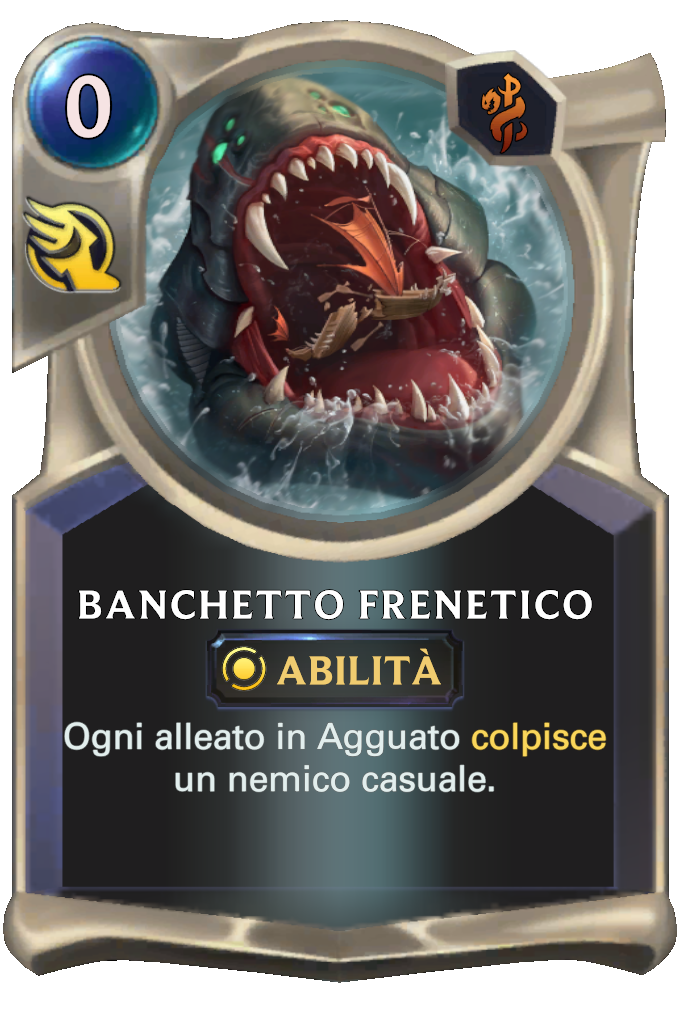 0
BANCHETTO FRENETICO
ABILITÀ
Ogni alleato in Agguato colpisce
un nemico casuale.